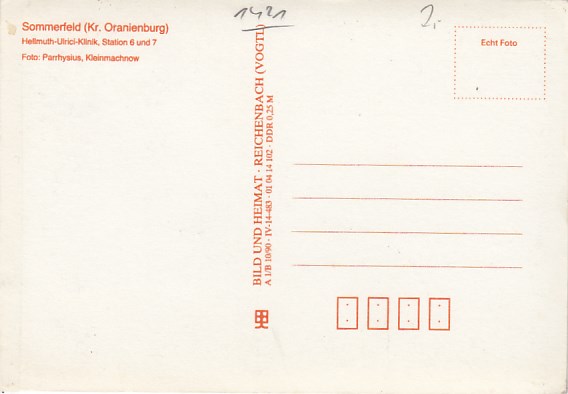 1421
2,-
Sommerfeld (Kr. Oranienburg)
Hellmuth-Ulrici-Klinik, Station 6 und 7
Foto: Parrhysius, Kleinmachnow
Echt Foto
BILD UND HEIMAT · REICHENBACH (VOGTL)
A 1/B 10/90 · IV-14-483 · 01 04 14 102 · DDR 0,25 M